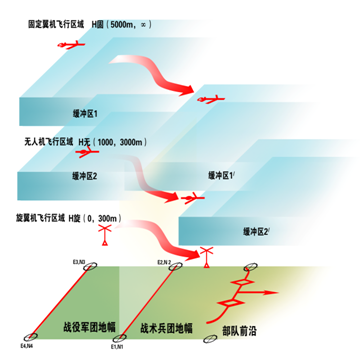 固定翼机飞行区域 H固(5000m, ∞)
缓冲区1
无人机飞行区域 H无(1000, 3000m)
缓冲区2
缓冲区1/
旋翼机飞行区域 H旋(0, 300m)
缓冲区2/
E3,N3
E2,N 2
战役军团地幅
战术兵团地幅
部队前沿
E4,N4
E1,N1